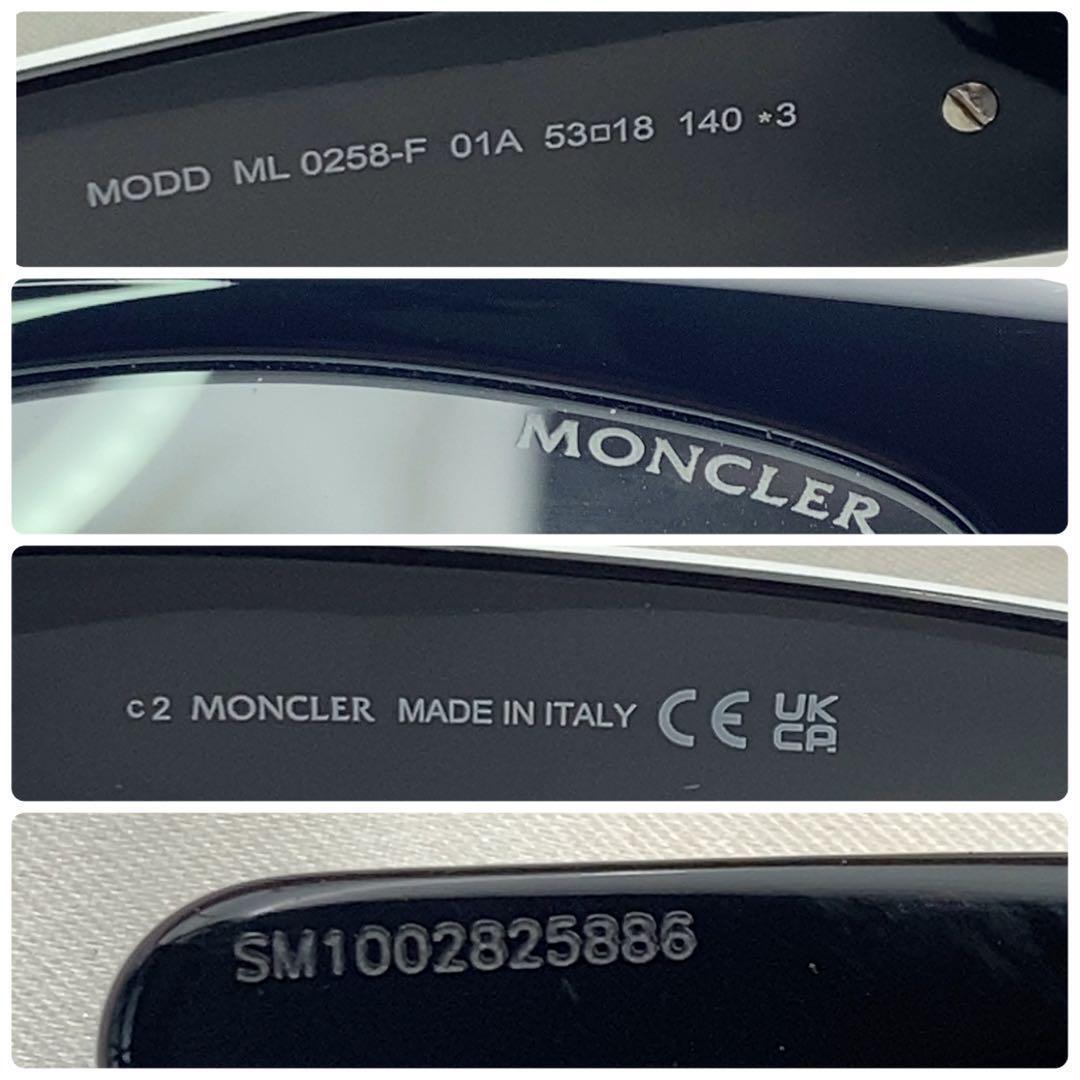 MODD ML 0258-F 01A 53□18 140 *3
MONCLER
c2 MONCLER MADE IN ITALY CE UK CA
SM1002825886